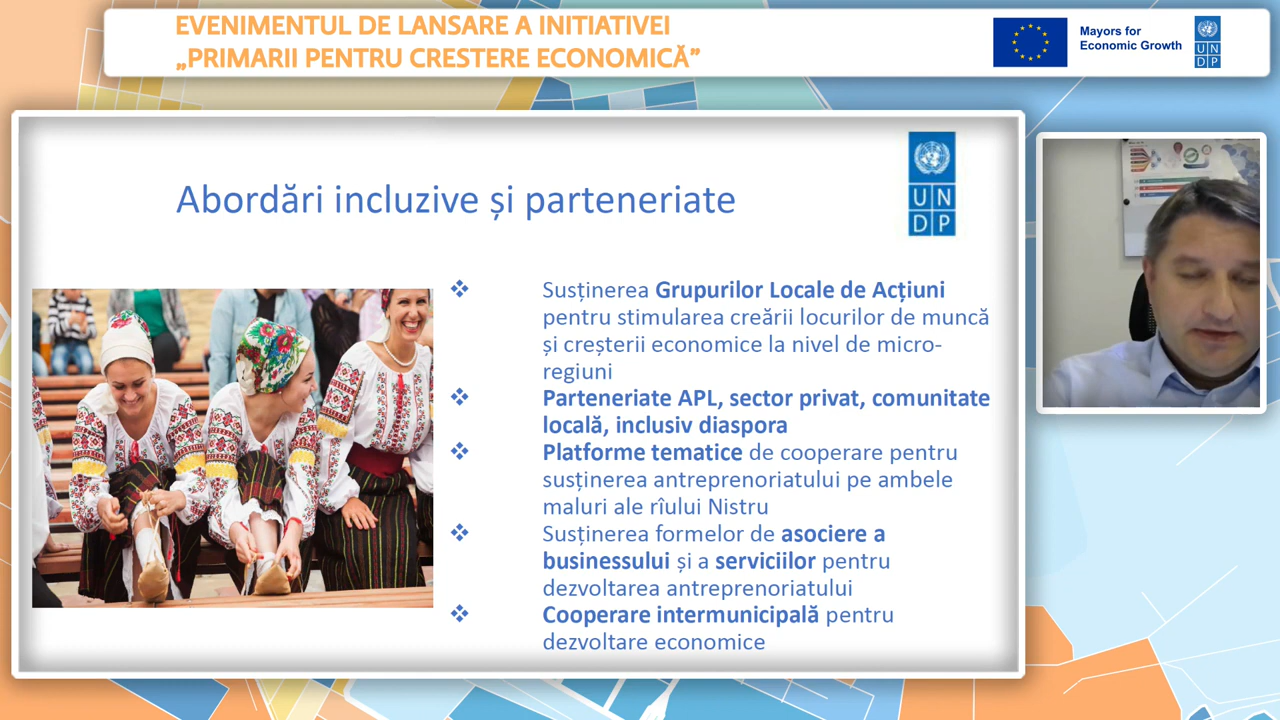 EVENIMENTUL DE LANSARE A INITIATIVEI
„PRIMARII PENTRU CRESTERE ECONOMICĂ”
Mayors for
Economic Growth
U N
D P
Abordări incluzive și parteneriate
U N
D P
❖ Susținerea Grupurilor Locale de Acțiuni
pentru stimularea creării locurilor de muncă
și creșterii economice la nivel de micro-
regiuni
❖ Parteneriate APL, sector privat, comunitate
locală, inclusiv diaspora
❖ Platforme tematice de cooperare pentru
susținerea antreprenoriatului pe ambele
maluri ale rîului Nistru
❖ Susținerea formelor de asociere a
businessului și a serviciilor pentru
dezvoltarea antreprenoriatului
❖ Cooperare intermunicipală pentru
dezvoltare economice